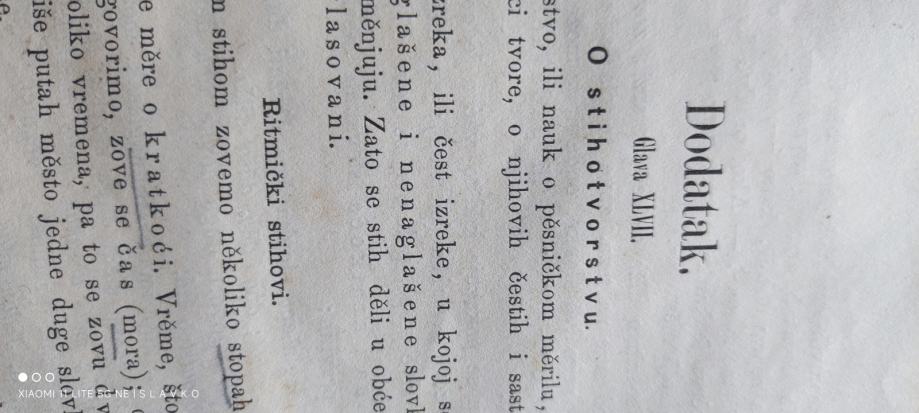 Dodatak.
Glava XLVII.
O stihotvorstvu.
stvo, ili nauk o pěsničkom měrilu,
ci tvore, o njihovih čestih i sast
zreka, ili čest izreke, u kojoj s
glašene i nenaglašene slovk
měnjuju. Zato se stih děli u obće
lasovani.
Ritmički stihovi.
m stihom zovemo několiko stopah
e měre o kratkoći. Vrěme, što
govorimo, zove se čas (mora);
oliko vremena, pa to se zovu
iše putah město jedne duge slovk
e.
XIAOMI 11 LITE 5G NE | SLAVKO